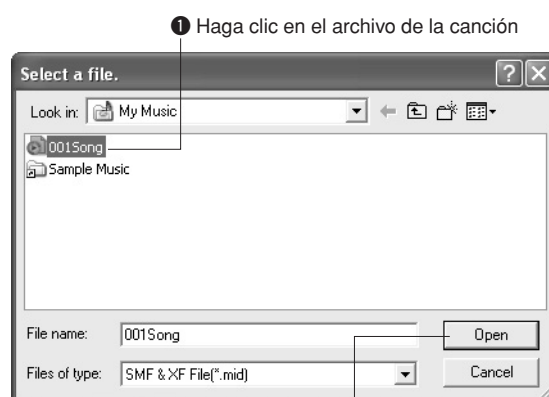 ❶ Haga clic en el archivo de la canción
Select a file.
Look in: My Music
001Song
Sample Music
File name: 001Song Open
Files of type: SMF & XF File(*.mid) Cancel